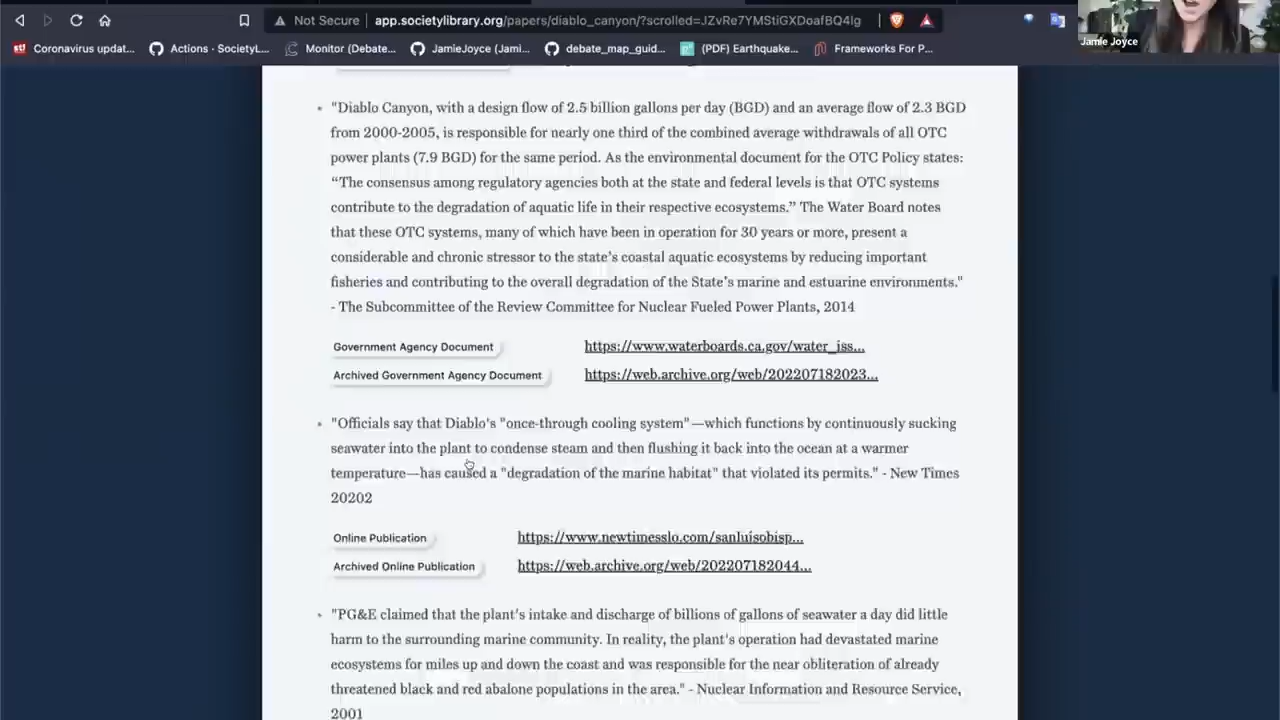 Not Secure
app.societylibrary.org/papers/diablo_canyon/?scrolled=JZvRe7YMStiGXDoafBQ4Ig
Coronavirus updat...
Actions · SocietyL...
Monitor (Debate...
JamieJoyce (Jami...
debate_map_guid...
(PDF) Earthquake...
Frameworks For P...
Jamie Joyce
"Diablo Canyon, with a design flow of 2.5 billion gallons per day (BGD) and an average flow of 2.3 BGD
from 2000-2005, is responsible for nearly one third of the combined average withdrawals of all OTC
power plants (7.9 BGD) for the same period. As the environmental document for the OTC Policy states:
“The consensus among regulatory agencies both at the state and federal levels is that OTC systems
contribute to the degradation of aquatic life in their respective ecosystems.” The Water Board notes
that these OTC systems, many of which have been in operation for 30 years or more, present a
considerable and chronic stressor to the state’s coastal aquatic ecosystems by reducing important
fisheries and contributing to the overall degradation of the State’s marine and estuarine environments."
- The Subcommittee of the Review Committee for Nuclear Fueled Power Plants, 2014
Government Agency Document
https://www.waterboards.ca.gov/water_iss...
Archived Government Agency Document
https://web.archive.org/web/202207182023...
"Officials say that Diablo's "once-through cooling system"—which functions by continuously sucking
seawater into the plant to condense steam and then flushing it back into the ocean at a warmer
temperature—has caused a "degradation of the marine habitat" that violated its permits." - New Times
20202
Online Publication
https://www.newtimesslo.com/sanluisobisp...
Archived Online Publication
https://web.archive.org/web/202207182044...
"PG&E claimed that the plant's intake and discharge of billions of gallons of seawater a day did little
harm to the surrounding marine community. In reality, the plant's operation had devastated marine
ecosystems for miles up and down the coast and was responsible for the near obliteration of already
threatened black and red abalone populations in the area." - Nuclear Information and Resource Service,
2001